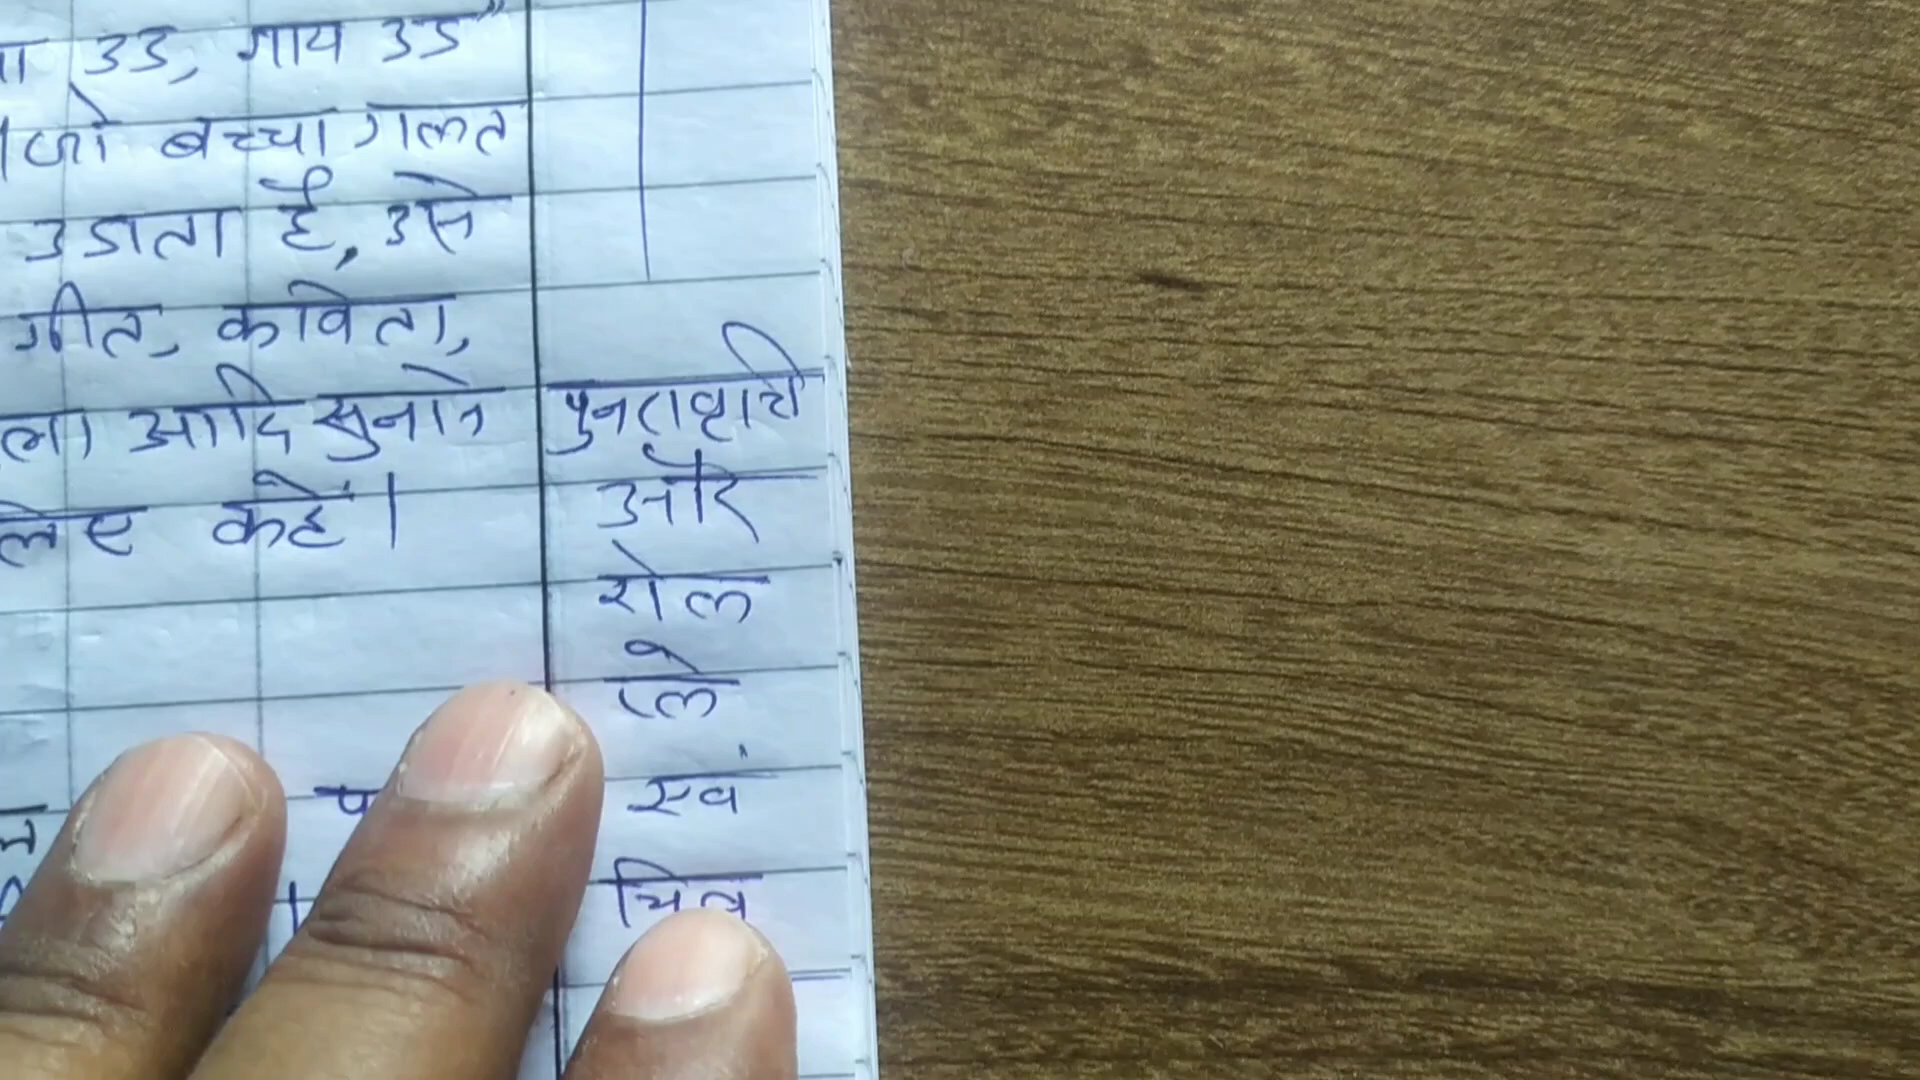 उड, गाय उड"
जो बच्चा गलत
उडाता है, उसे
गीत, कविता,
आदि सुनाने
कहें।
पुनरावृत्ति
और
रोल
प्ले
एवं
चित्र